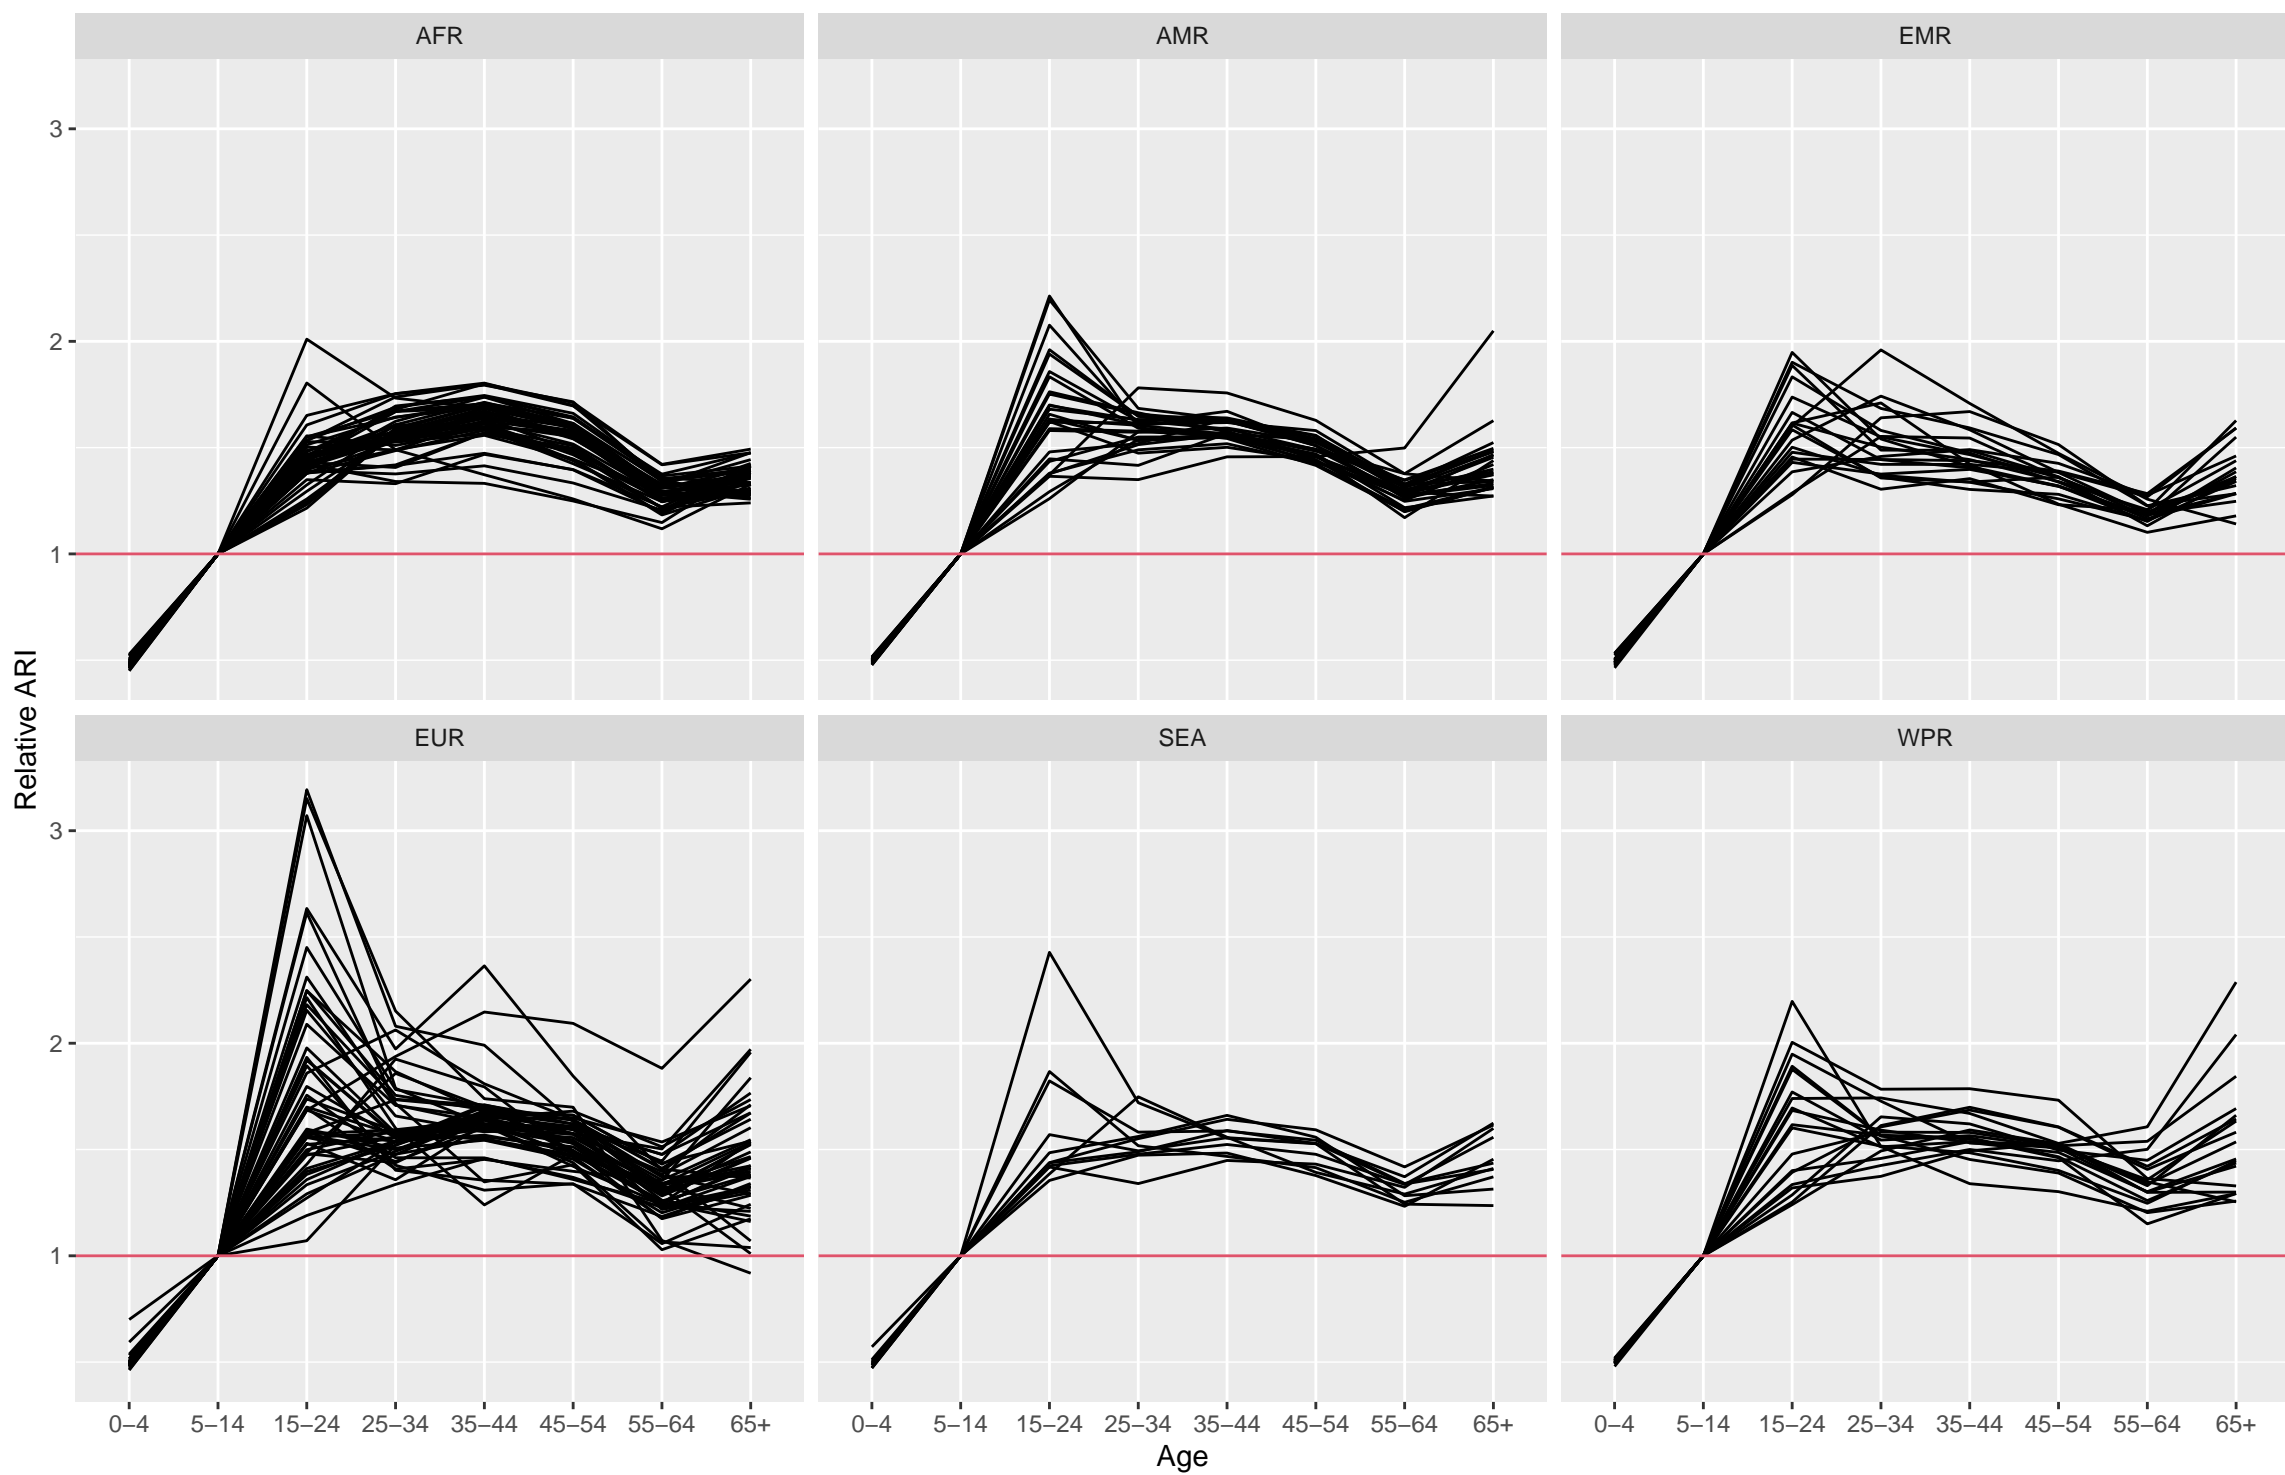 AFR AMR EMR
3
2
1
Relative ARI
EUR SEA WPR
3
2
1
0–4 5–14 15–24 25–34 35–44 45–54 55–64 65+ 0–4 5–14 15–24 25–34 35–44 45–54 55–64 65+ 0–4 5–14 15–24 25–34 35–44 45–54 55–64 65+
Age